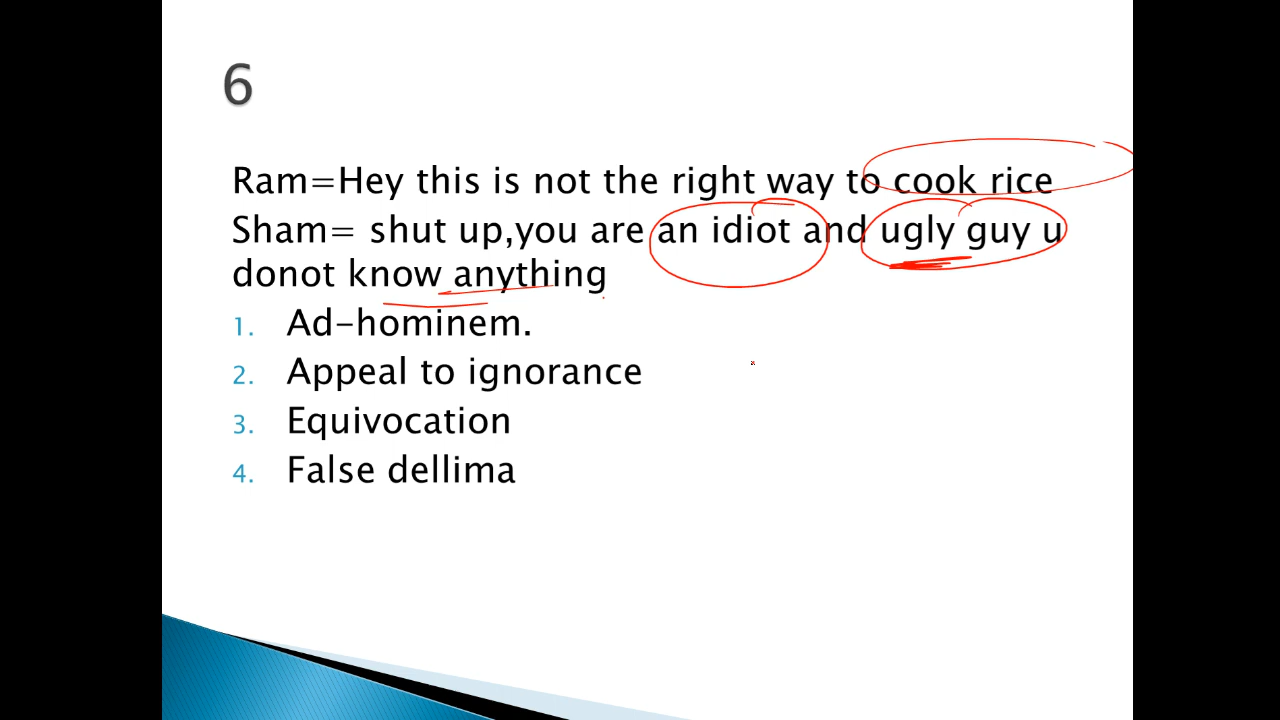 6
Ram=Hey this is not the right way to cook rice
Sham= shut up,you are an idiot and ugly guy u
donot know anything
1. Ad-hominem.
2. Appeal to ignorance
3. Equivocation
4. False dellima